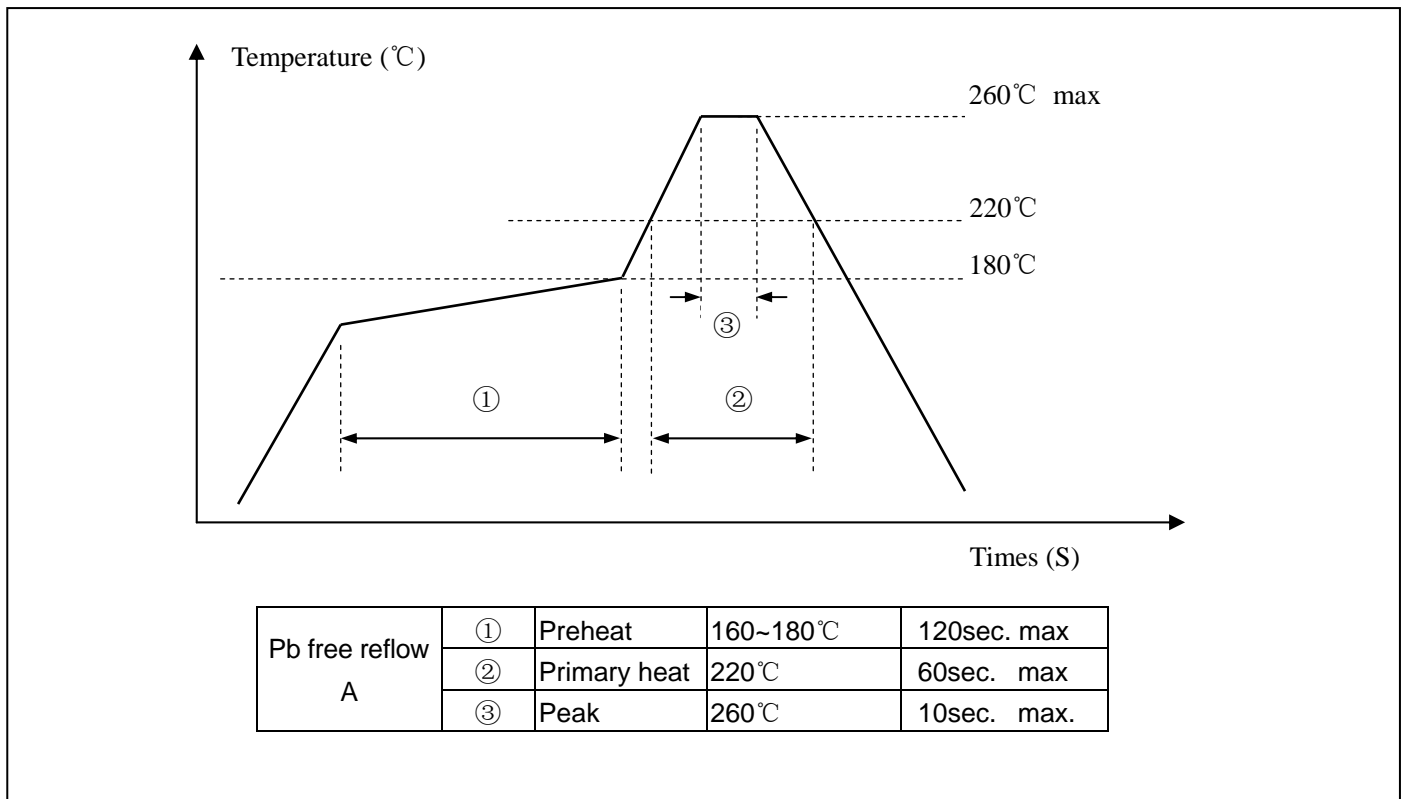 Temperature (℃)
260℃ max
220℃
180℃
③
① ②
Times (S)
Pb free reflow A
① Preheat 160~180℃ 120sec. max
② Primary heat 220℃ 60sec. max
③ Peak 260℃ 10sec. max.